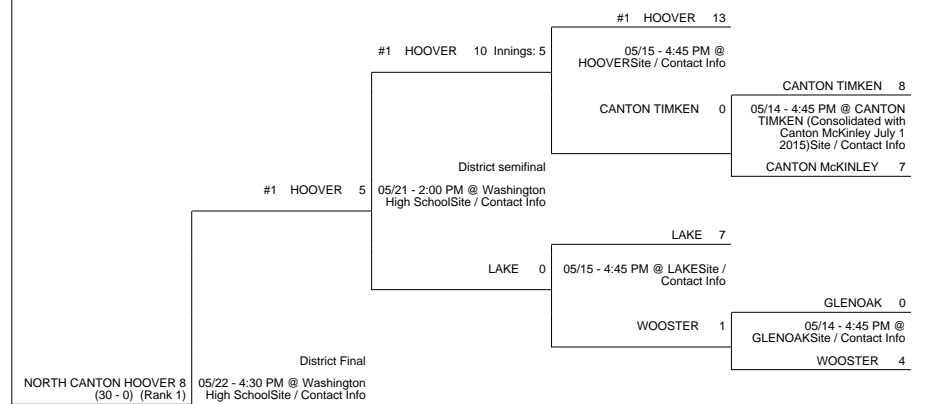 #1 HOOVER 13
#1 HOOVER 10 Innings: 5
05/15 - 4:45 PM @
HOOVERSite / Contact Info
CANTON TIMKEN 8
CANTON TIMKEN 0
05/14 - 4:45 PM @ CANTON
TIMKEN (Consolidated with
Canton McKinley July 1
2015)Site / Contact Info
District semifinal
CANTON McKINLEY 7
#1 HOOVER 5
05/21 - 2:00 PM @ Washington
High SchoolSite / Contact Info
LAKE 7
LAKE 0
05/15 - 4:45 PM @ LAKESite /
Contact Info
GLENOAK 0
WOOSTER 1
05/14 - 4:45 PM @
GLENOAKSite / Contact Info
District Final
WOOSTER 4
NORTH CANTON HOOVER 8
(30 - 0) (Rank 1)
05/22 - 4:30 PM @ Washington
High SchoolSite / Contact Info